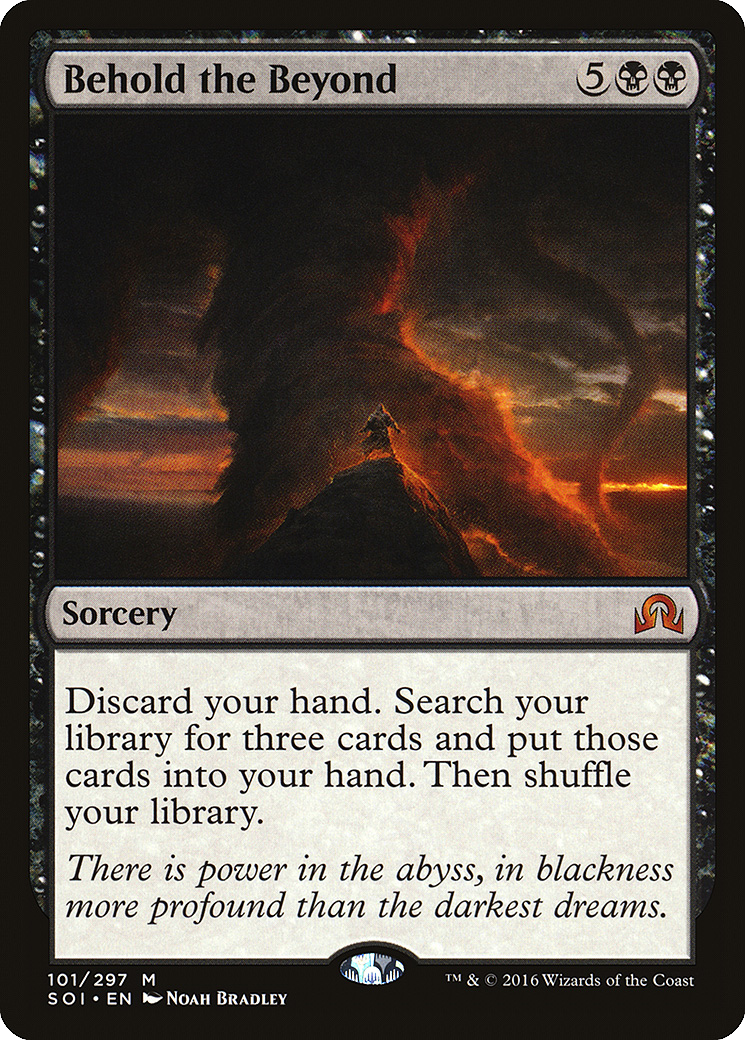 Behold the Beyond 5
Sorcery
Discard your hand. Search your
library for three cards and put those
cards into your hand. Then shuffle
your library.
There is power in the abyss, in blackness
more profound than the darkest dreams.
101/297 M
SOI • EN Noah Bradley
™ & © 2016 Wizards of the Coast